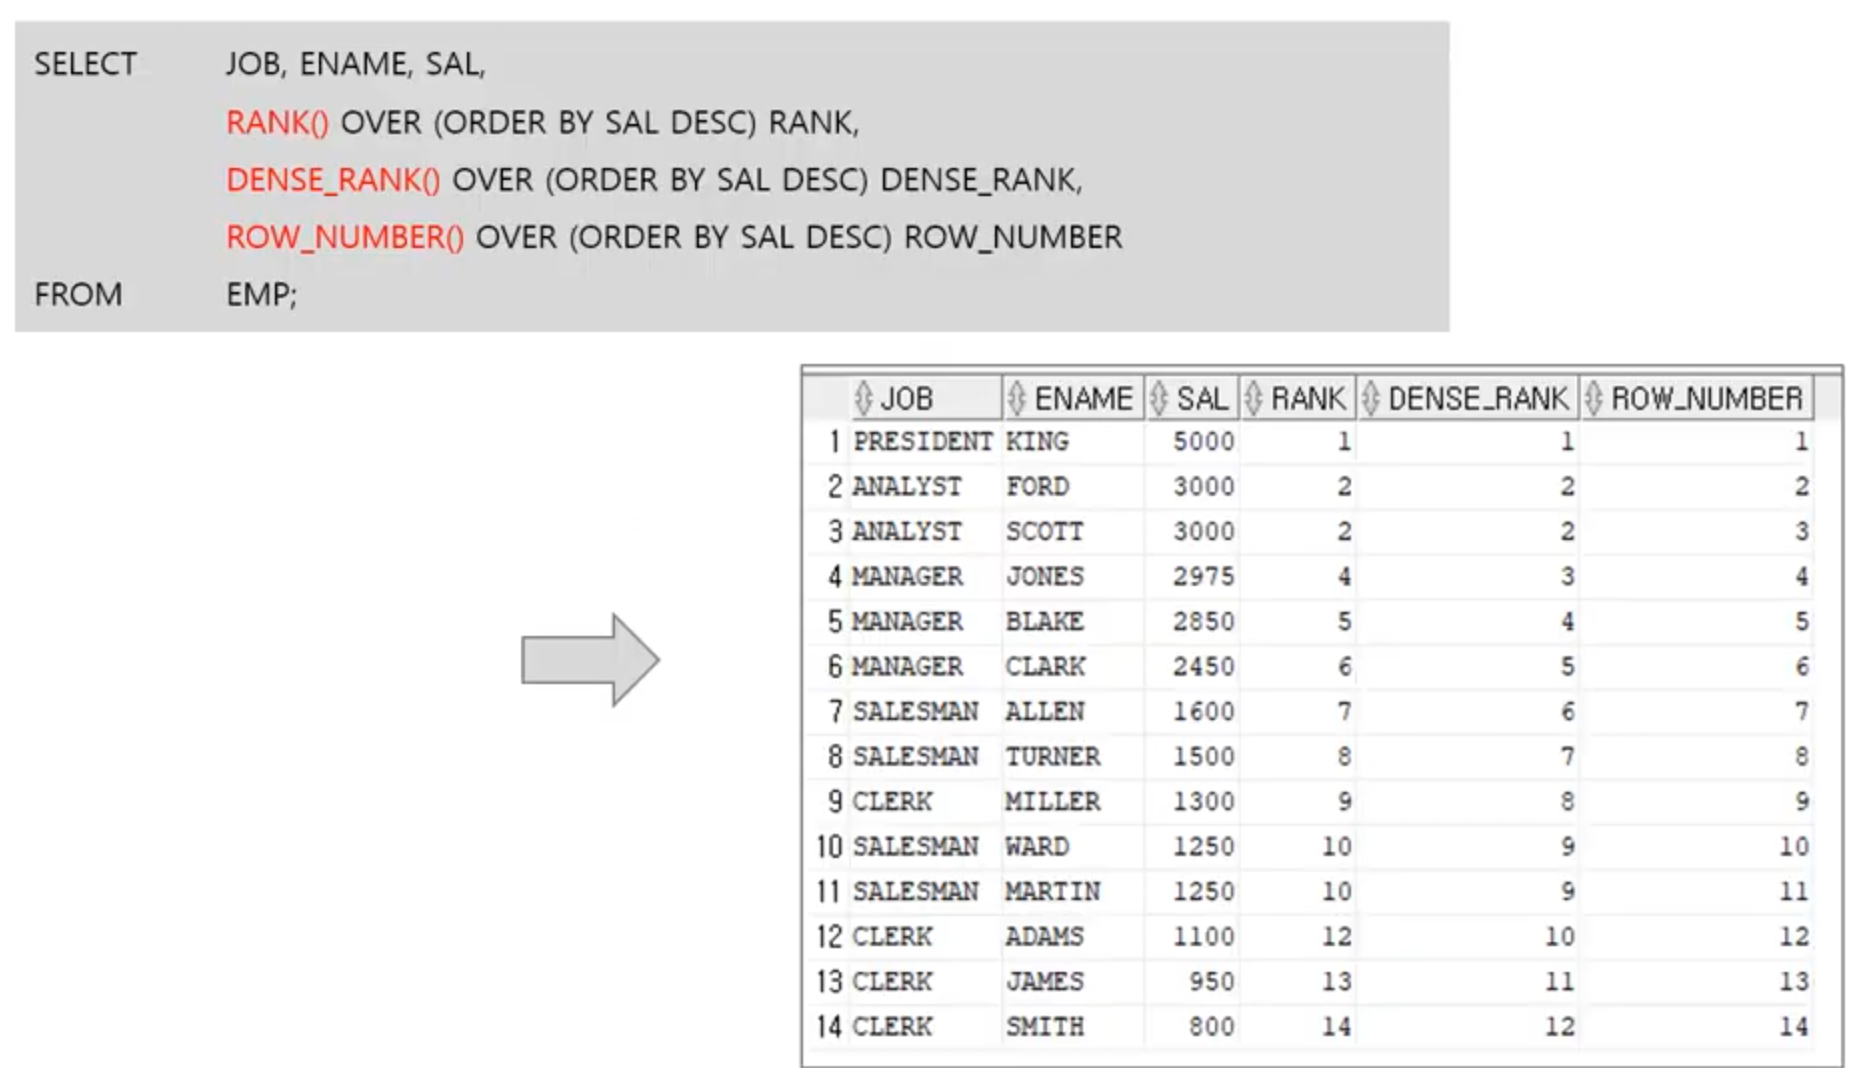 SELECT JOB, ENAME, SAL,
RANK() OVER (ORDER BY SAL DESC) RANK,
DENSE_RANK() OVER (ORDER BY SAL DESC) DENSE_RANK,
ROW_NUMBER() OVER (ORDER BY SAL DESC) ROW_NUMBER
FROM EMP;
JOB ENAME SAL RANK DENSE_RANK ROW_NUMBER
1 PRESIDENT KING 5000 1 1 1
2 ANALYST FORD 3000 2 2 2
3 ANALYST SCOTT 3000 2 2 3
4 MANAGER JONES 2975 4 3 4
5 MANAGER BLAKE 2850 5 4 5
6 MANAGER CLARK 2450 6 5 6
7 SALESMAN ALLEN 1600 7 6 7
8 SALESMAN TURNER 1500 8 7 8
9 CLERK MILLER 1300 9 8 9
10 SALESMAN WARD 1250 10 9 10
11 SALESMAN MARTIN 1250 10 9 11
12 CLERK ADAMS 1100 12 10 12
13 CLERK JAMES 950 13 11 13
14 CLERK SMITH 800 14 12 14